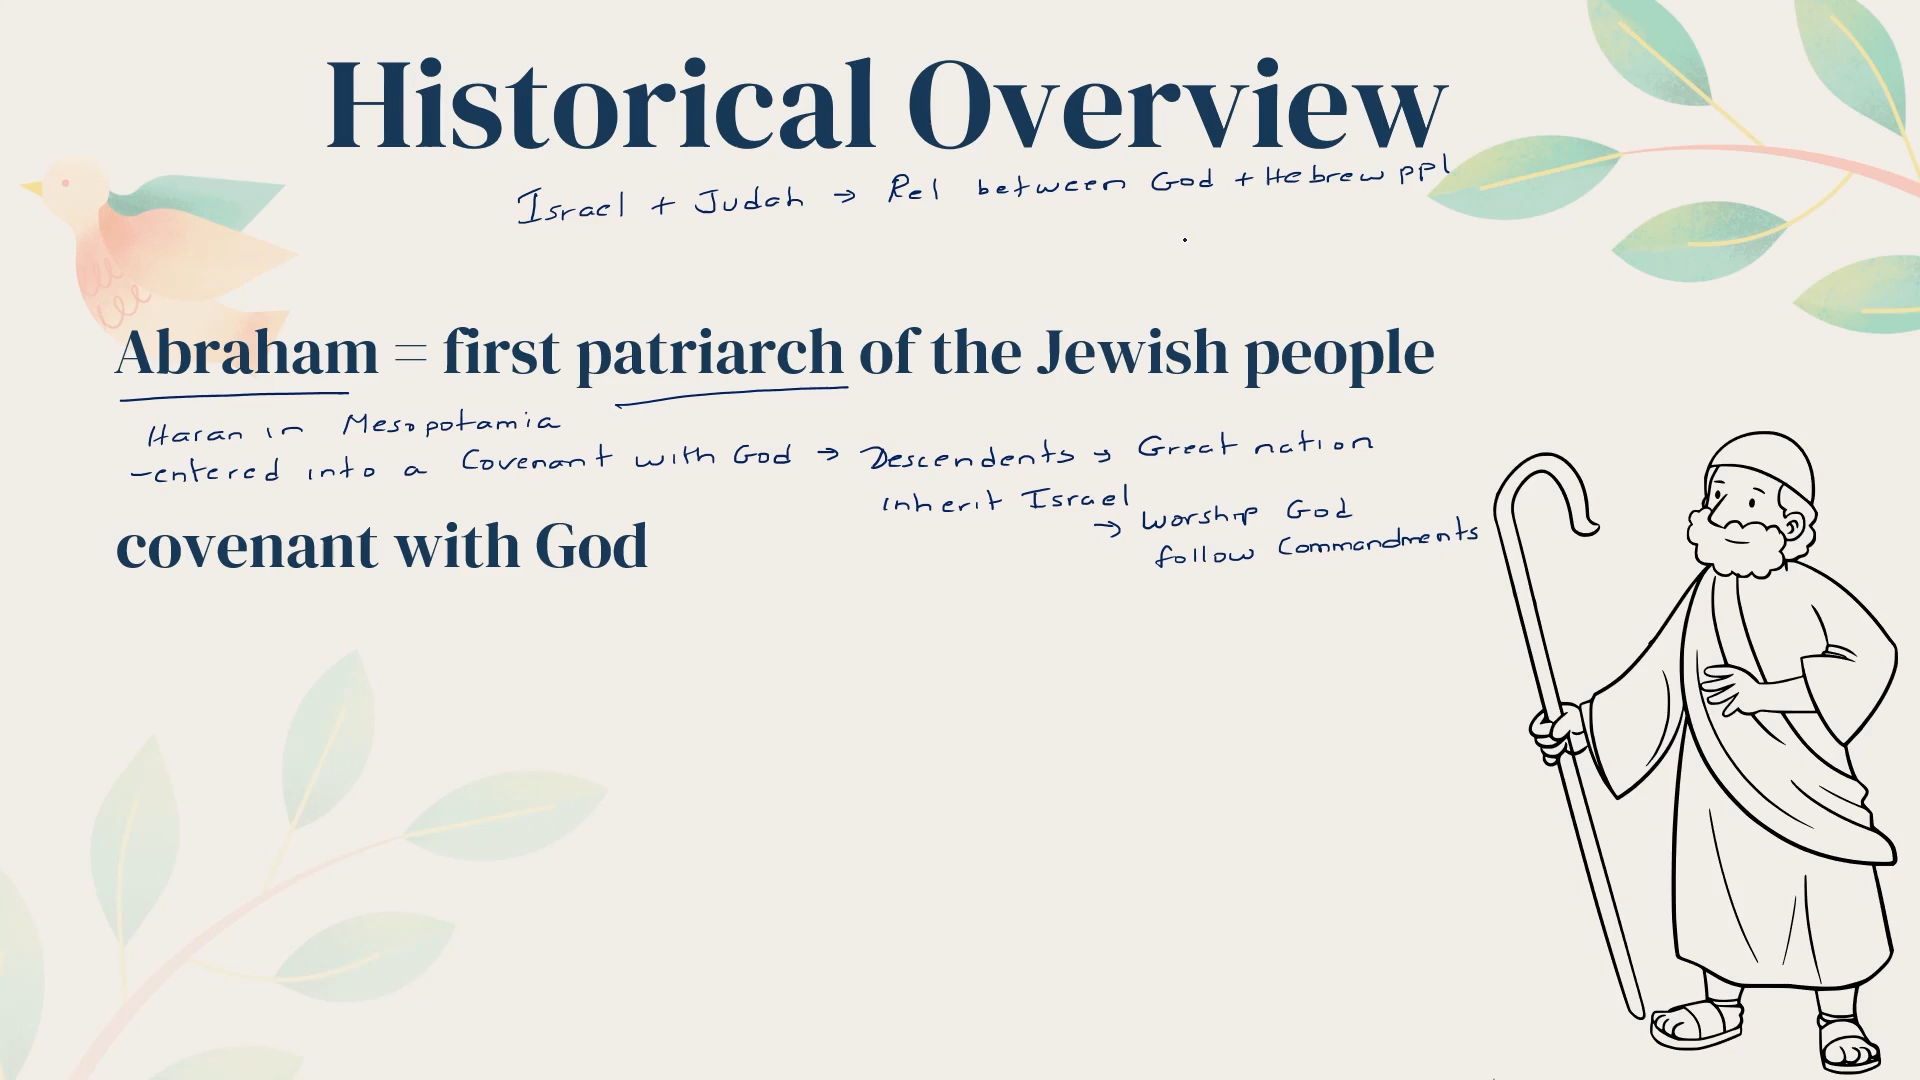 Historical Overview
Israel + Judah → Rel between God + Hebrew ppl
Abraham = first patriarch of the Jewish people
Haran in Mesopotamia
-entered into a Covenant with God → Descendents → Great nation
inherit Israel
→ Worship God
follow Commandments
covenant with God